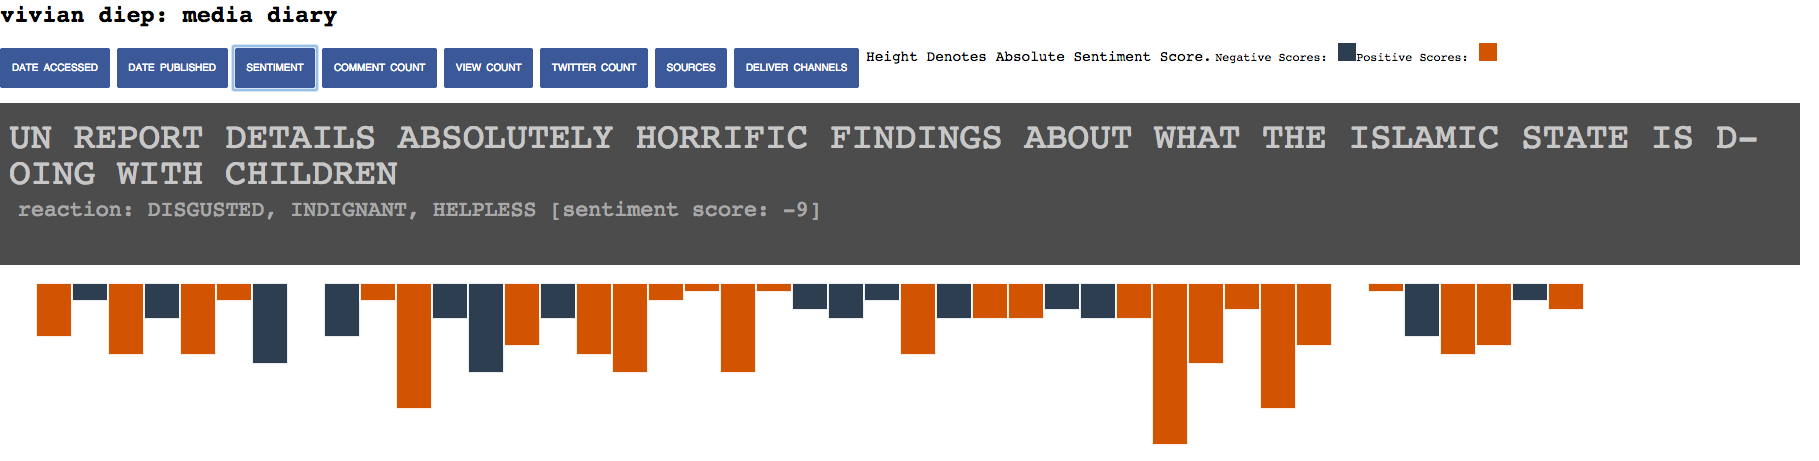 vivian diep: media diary
DATE ACCESSED DATE PUBLISHED SENTIMENT COMMENT COUNT VIEW COUNT TWITTER COUNT SOURCES DELIVER CHANNELS Height Denotes Absolute Sentiment Score. Negative Scores: Positive Scores:
UN REPORT DETAILS ABSOLUTELY HORRIFIC FINDINGS ABOUT WHAT THE ISLAMIC STATE IS D-
OING WITH CHILDREN
reaction: DISGUSTED, INDIGNANT, HELPLESS [sentiment score: -9]